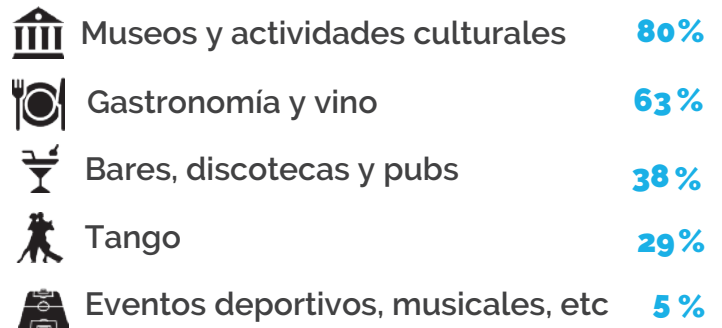 Museos y actividades culturales 80%
Gastronomía y vino 63%
Bares, discotecas y pubs 38%
Tango 29%
Eventos deportivos, musicales, etc 5%